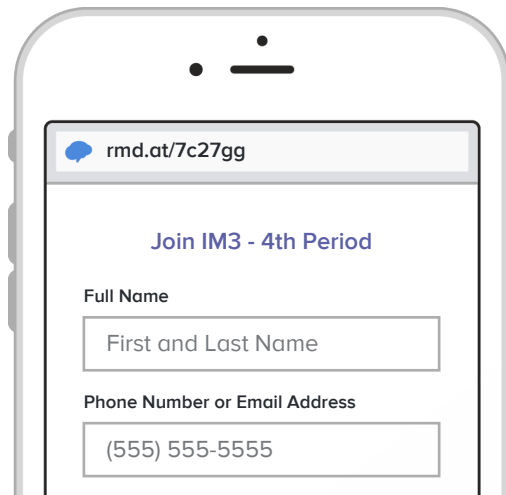 rmd.at/7c27gg
Join IM3 - 4th Period
Full Name
First and Last Name
Phone Number or Email Address
(555) 555-5555